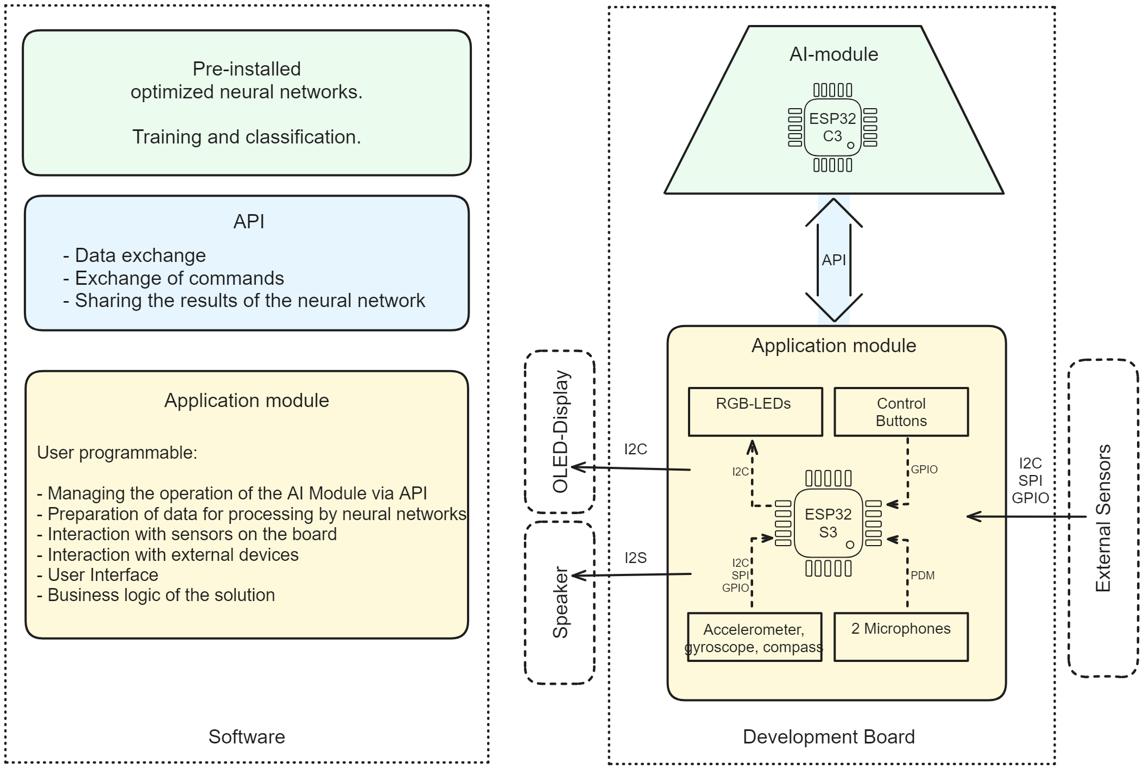 Pre-installed
optimized neural networks.
Training and classification.
API
- Data exchange
- Exchange of commands
- Sharing the results of the neural network
Application module
User programmable:
- Managing the operation of the AI Module via API
- Preparation of data for processing by neural networks
- Interaction with sensors on the board
- Interaction with external devices
- User Interface
- Business logic of the solution
Software
AI-module
ESP32
C3
API
Application module
RGB-LEDs
Control
Buttons
I2C
GPIO
ESP32
S3
I2C
SPI
GPIO
PDM
Accelerometer,
gyroscope, compass
2 Microphones
OLED-Display
I2C
Speaker
I2S
I2C
SPI
GPIO
External Sensors
Development Board